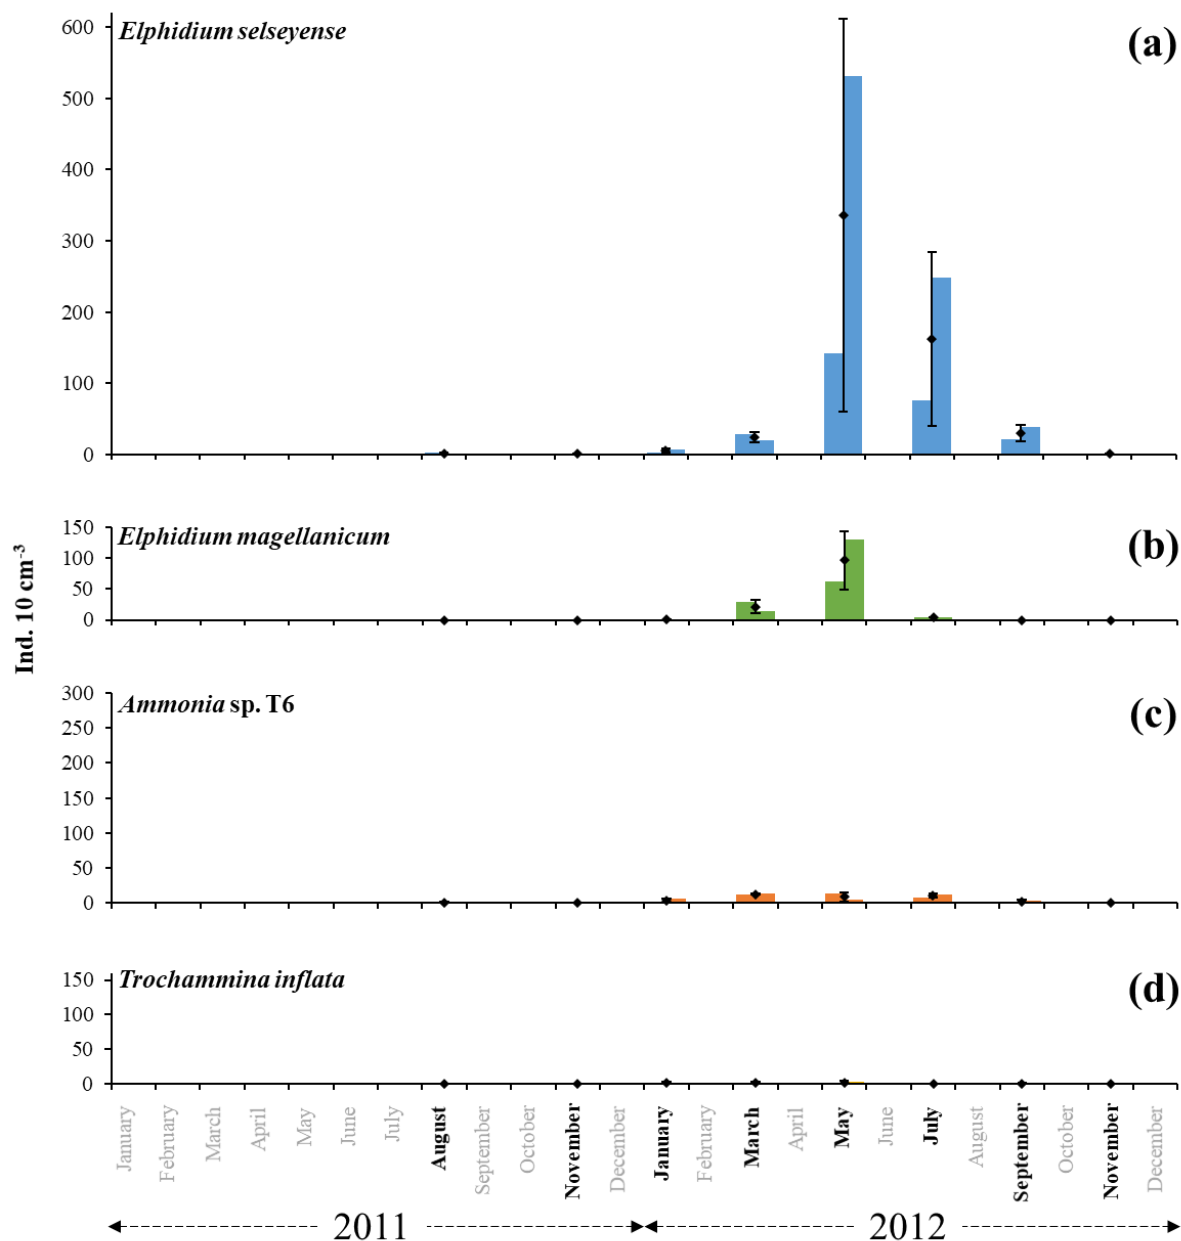 Elphidium selseyense
(a)
600
500
400
300
200
100
0
Elphidium magellanicum
(b)
150
100
50
0
Ind. 10 cm-3
Ammonia sp. T6
(c)
300
250
200
150
100
50
0
Trochammina inflata
(d)
150
100
50
0
January
February
March
April
May
June
July
August
September
October
November
December
January
February
March
April
May
June
July
August
September
October
November
December
2011
2012